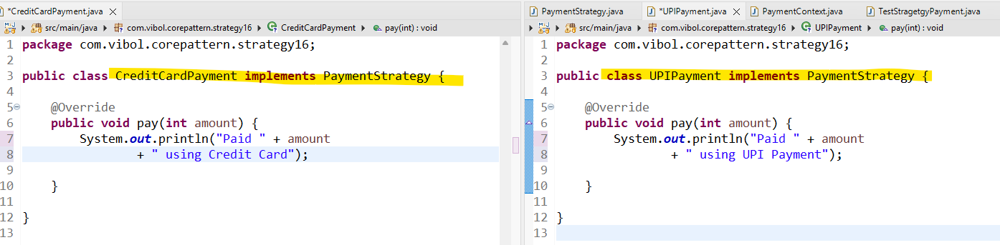 *CreditCardPayment.java
src/main/java com.vibol.corepattern.strategy16 CreditCardPayment pay(int) : void
1 package com.vibol.corepattern.strategy16;
2
3 public class CreditCardPayment implements PaymentStrategy {
4
5 @Override
6 public void pay(int amount) {
7 System.out.println("Paid " + amount
8 + " using Credit Card");
9
10 }
11
12 }
13
PaymentStrategy.java *UPIPayment.java PaymentContext.java TestStragetgyPayment.java
src/main/java com.vibol.corepattern.strategy16 UPIPayment pay(int) : void
1 package com.vibol.corepattern.strategy16;
2
3 public class UPIPayment implements PaymentStrategy {
4
5 @Override
6 public void pay(int amount) {
7 System.out.println("Paid " + amount
8 + " using UPI Payment");
9
10 }
11
12 }
13